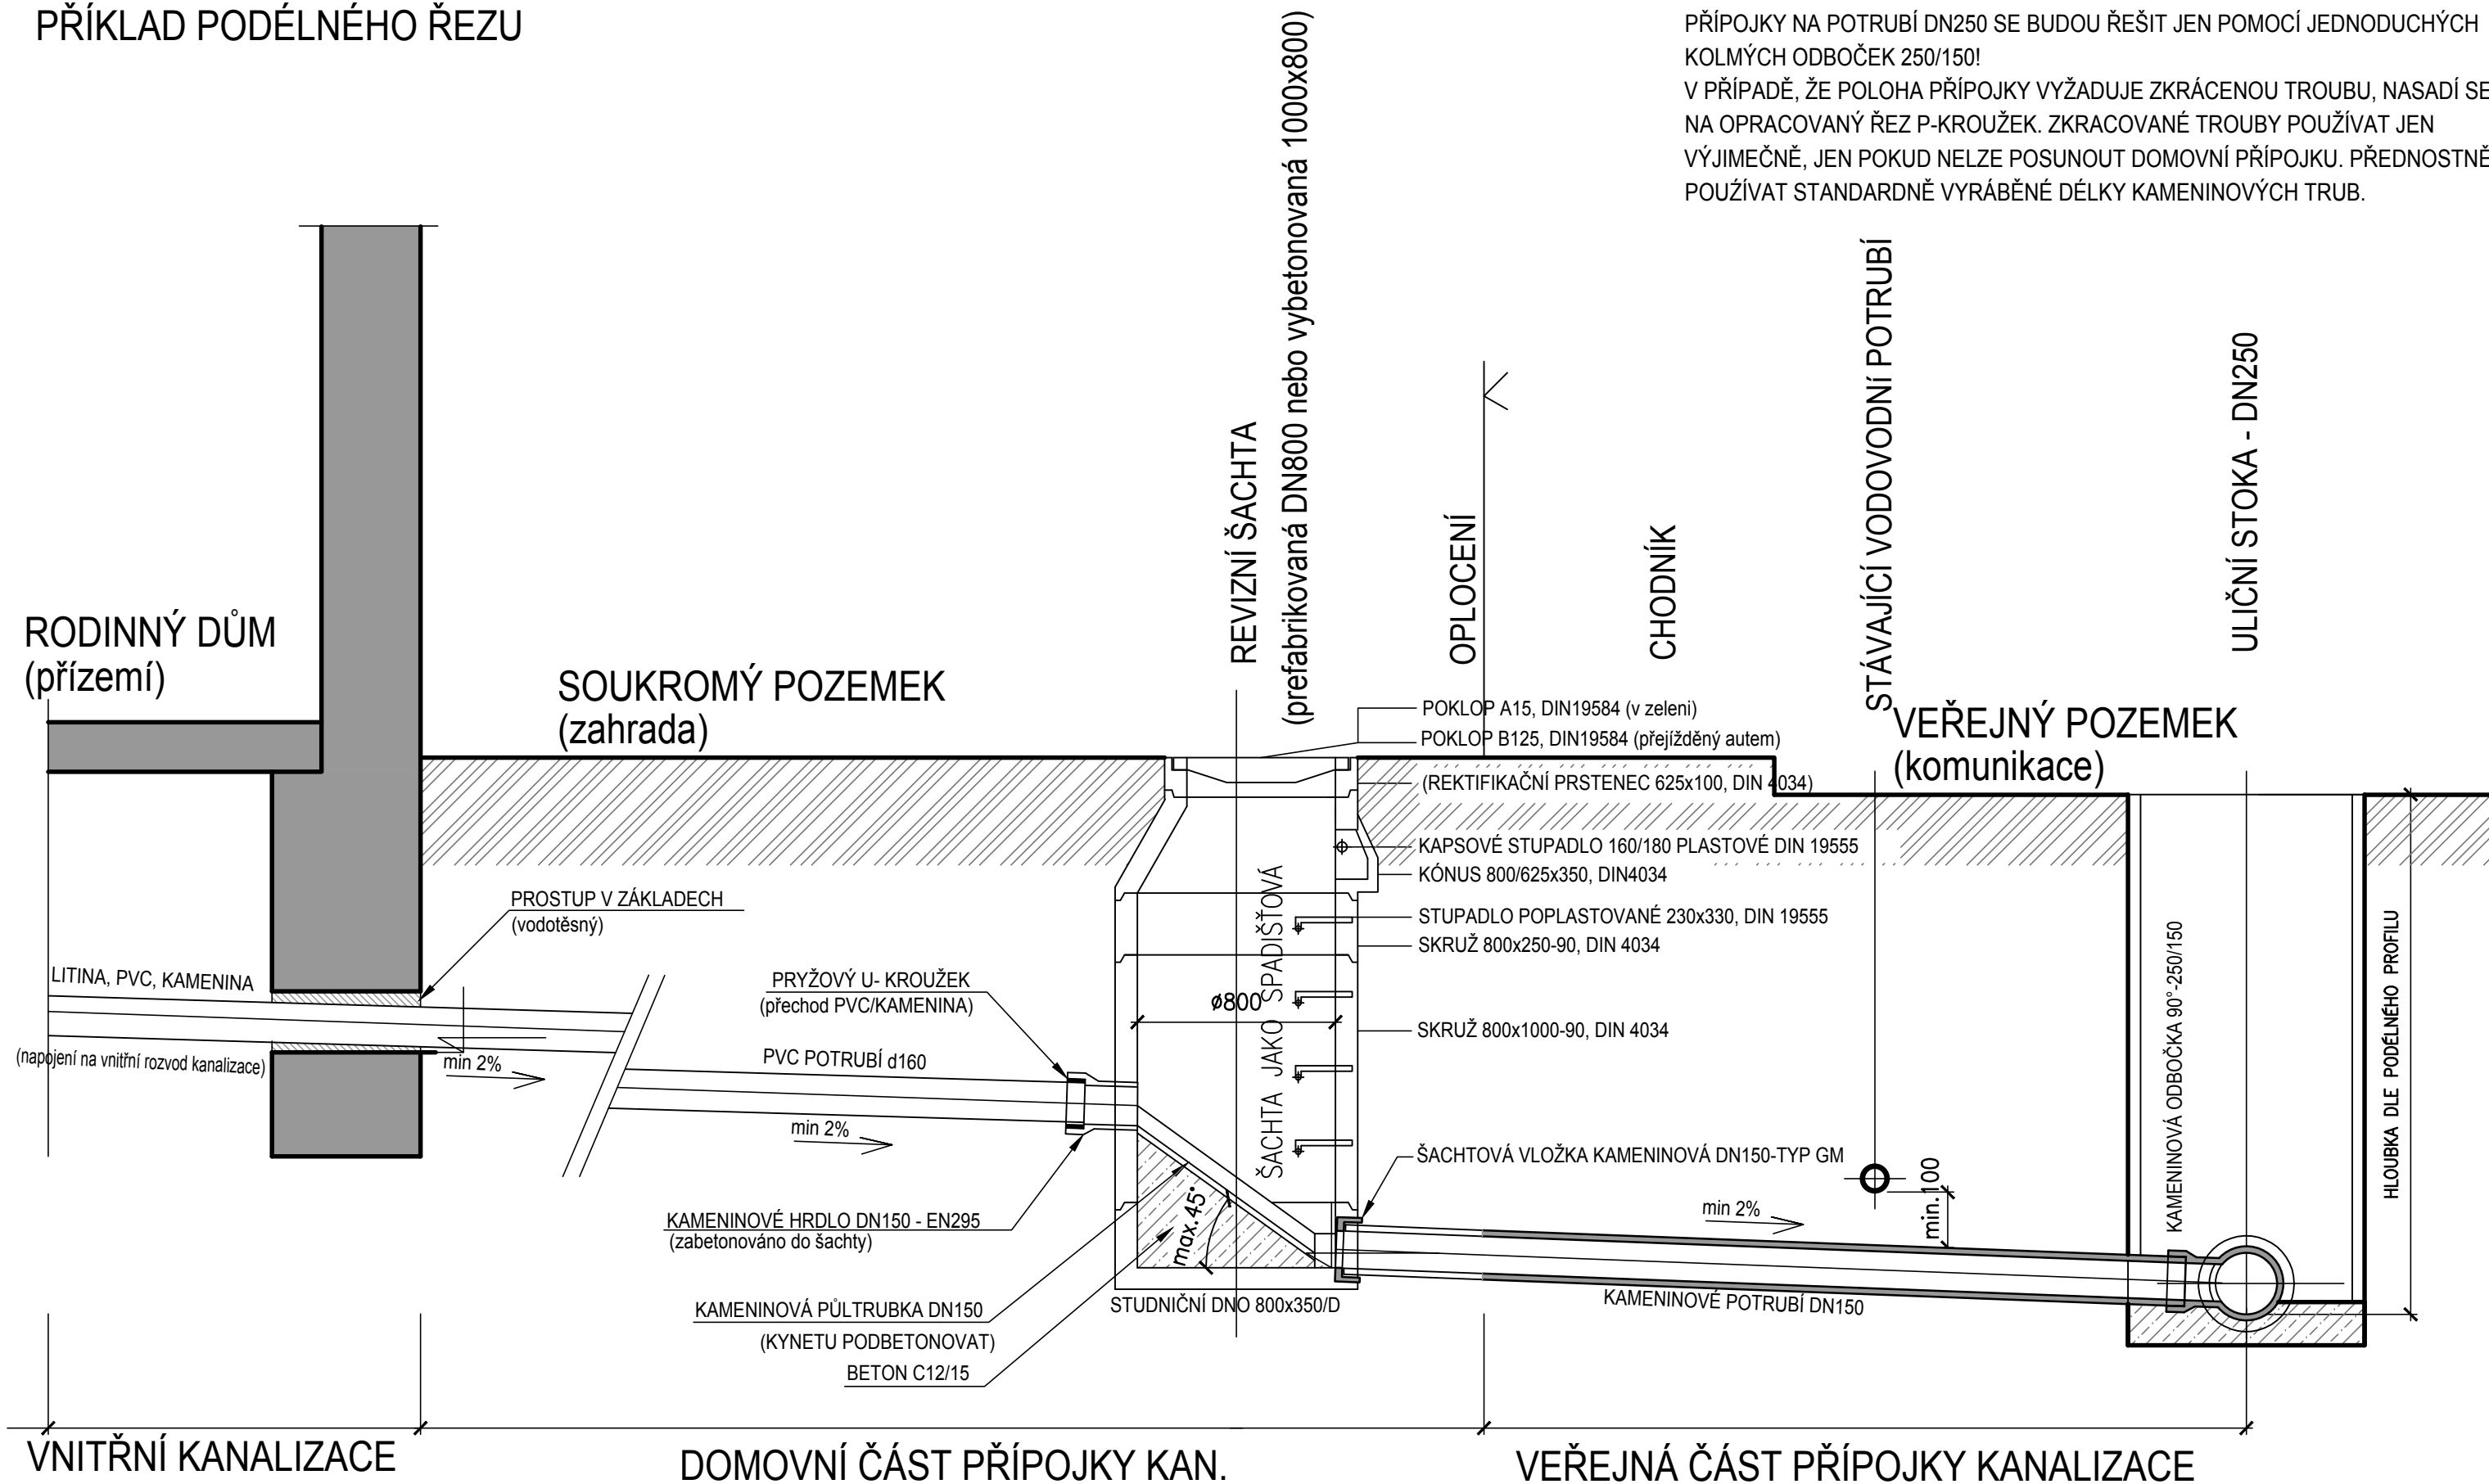 PŘÍKLAD PODÉLNÉHO ŘEZU
PŘÍPOJKY NA POTRUBÍ DN250 SE BUDOU ŘEŠIT JEN POMOCÍ JEDNODUCHÝCH
KOLMÝCH ODBOČEK 250/150!
V PŘÍPADĚ, ŽE POLOHA PŘÍPOJKY VYŽADUJE ZKRÁCENOU TROUBU, NASADÍ SE
NA OPRACOVANÝ ŘEZ P-KROUŽEK. ZKRACOVANÉ TROUBY POUŽÍVAT JEN
VÝJIMEČNĚ, JEN POKUD NELZE POSUNOUT DOMOVNÍ PŘÍPOJKU. PŘEDNOSTNĚ
POUŽÍVAT STANDARDNĚ VYRÁBĚNÉ DÉLKY KAMENINOVÝCH TRUB.
REVIZNÍ ŠACHTA
(prefabrikovaná DN800 nebo vybetonovaná 1000x800)
OPLOCENÍ
CHODNÍK
STÁVAJÍCÍ VODOVODNÍ POTRUBÍ
ULIČNÍ STOKA - DN250
RODINNÝ DŮM
(přízemí)
SOUKROMÝ POZEMEK
(zahrada)
VEŘEJNÝ POZEMEK
(komunikace)
POKLOP A15, DIN19584 (v zeleni)
POKLOP B125, DIN19584 (přejížděný autem)
(REKTIFIKAČNÍ PRSTENEC 625x100, DIN 4034)
KAPSOVÉ STUPADLO 160/180 PLASTOVÉ DIN 19555
KÓNUS 800/625x350, DIN4034
STUPADLO POPLASTOVANÉ 230x330, DIN 19555
SKRUŽ 800x250-90, DIN 4034
SKRUŽ 800x1000-90, DIN 4034
PROSTUP V ZÁKLADECH
(vodotěsný)
LITINA, PVC, KAMENINA
(napojení na vnitřní rozvod kanalizace)
min 2%
PRYŽOVÝ U- KROUŽEK
(přechod PVC/KAMENINA)
PVC POTRUBÍ d160
min 2%
ø800
ŠACHTA JAKO SPADIŠŤOVÁ
max.45°
KAMENINOVÉ HRDLO DN150 - EN295
(zabetonováno do šachty)
KAMENINOVÁ PŮLTRUBKA DN150
(KYNETU PODBETONOVAT)
BETON C12/15
STUDNIČNÍ DNO 800x350/D
ŠACHTOVÁ VLOŽKA KAMENINOVÁ DN150-TYP GM
min 2%
min.100
KAMENINOVÉ POTRUBÍ DN150
KAMENINOVÁ ODBOČKA 90°-250/150
HLOUBKA DLE PODÉLNÉHO PROFILU
VNITŘNÍ KANALIZACE
DOMOVNÍ ČÁST PŘÍPOJKY KAN.
VEŘEJNÁ ČÁST PŘÍPOJKY KANALIZACE